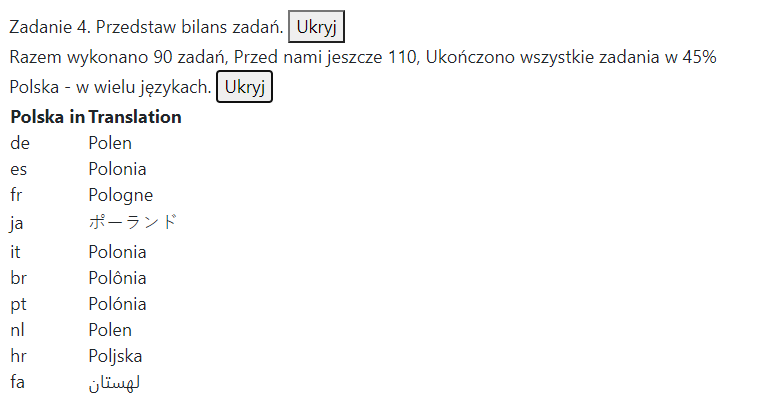 Zadanie 4. Przedstaw bilans zadań. Ukryj
Razem wykonano 90 zadań, Przed nami jeszcze 110, Ukończono wszystkie zadania w 45%
Polska - w wielu językach. Ukryj
Polska in Translation
de Polen
es Polonia
fr Pologne
ja ポーランド
it Polonia
br Polônia
pt Polónia
nl Polen
hr Poljska
fa لهستان